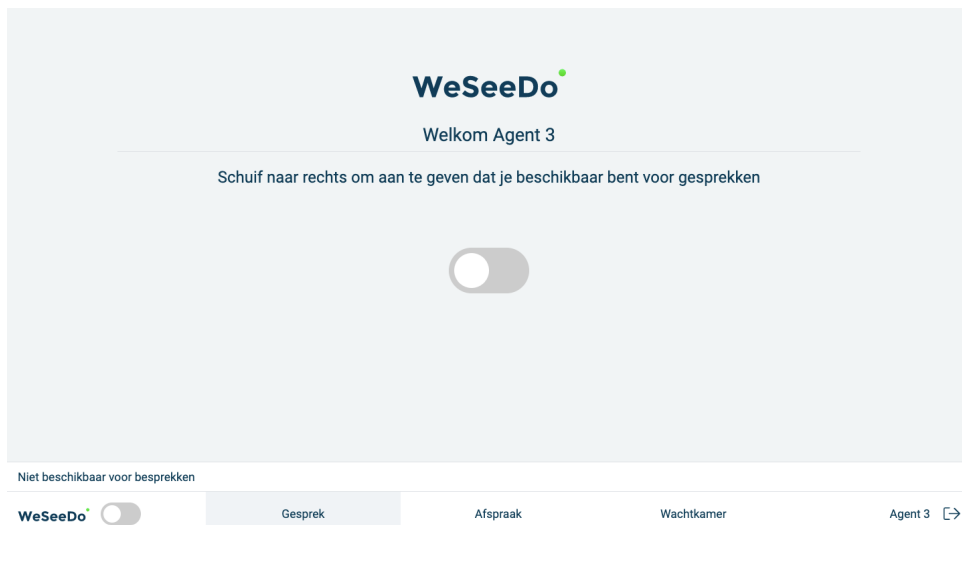 WeSeeDo
Welkom Agent 3
Schuif naar rechts om aan te geven dat je beschikbaar bent voor gesprekken
Niet beschikbaar voor besprekken
WeSeeDo
Gesprek
Afspraak
Wachtkamer
Agent 3